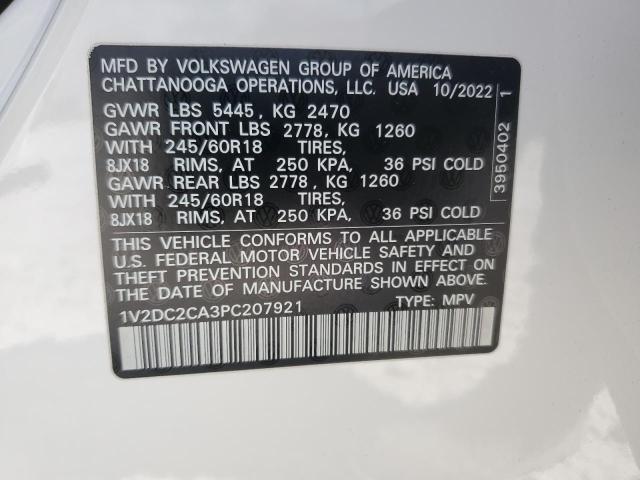 MFD BY VOLKSWAGEN GROUP OF AMERICA
CHATTANOOGA OPERATIONS, LLC. USA 10/2022
GVWR LBS 5445, KG 2470
GAWR FRONT LBS 2778, KG 1260
WITH 245/60R18 TIRES,
8JX18 RIMS, AT 250 KPA, 36 PSI COLD
GAWR REAR LBS 2778, KG 1260
WITH 245/60R18 TIRES,
8JX18 RIMS, AT 250 KPA, 36 PSI COLD
THIS VEHICLE CONFORMS TO ALL APPLICABLE
U.S. FEDERAL MOTOR VEHICLE SAFETY AND
THEFT PREVENTION STANDARDS IN EFFECT ON
THE DATE OF MANUFACTURE SHOWN ABOVE.
1V2DC2CA3PC207921 TYPE: MPV
3950402 1